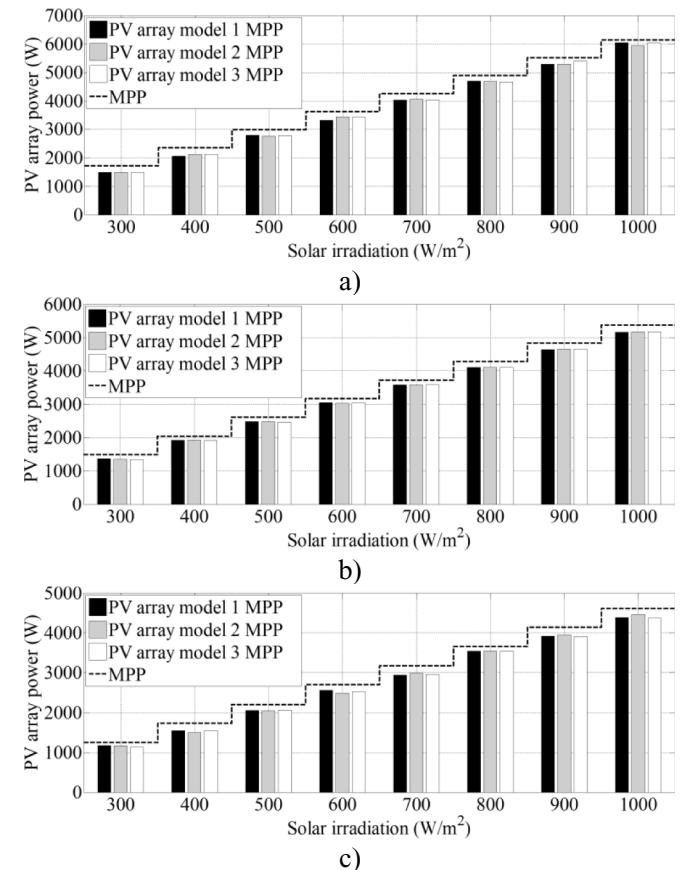 7000
6000
5000
4000
3000
2000
1000
0
PV array power (W)
PV array model 1 MPP
PV array model 2 MPP
PV array model 3 MPP
MPP
300 400 500 600 700 800 900 1000
Solar irradiation (W/m²)
a)
6000
5000
4000
3000
2000
1000
0
PV array power (W)
PV array model 1 MPP
PV array model 2 MPP
PV array model 3 MPP
MPP
300 400 500 600 700 800 900 1000
Solar irradiation (W/m²)
b)
5000
4000
3000
2000
1000
0
PV array power (W)
PV array model 1 MPP
PV array model 2 MPP
PV array model 3 MPP
MPP
300 400 500 600 700 800 900 1000
Solar irradiation (W/m²)
c)